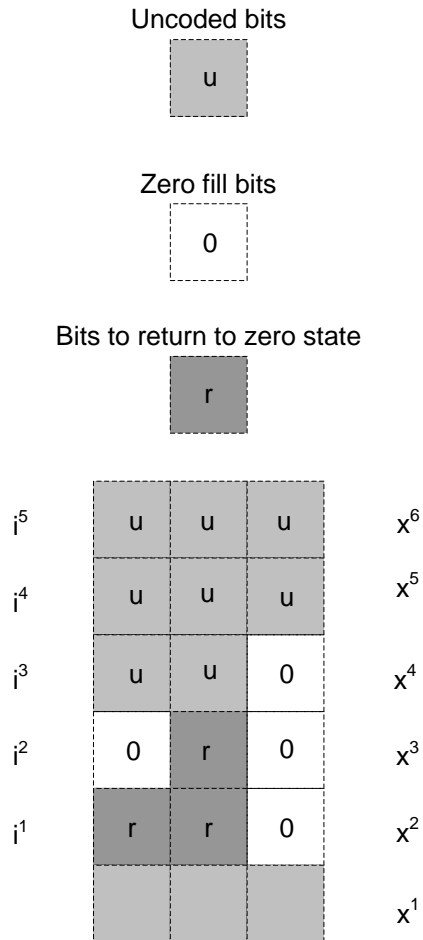 Uncoded bits
u
Zero fill bits
0
Bits to return to zero state
r
i⁵ u u u x⁶
i⁴ u u u x⁵
i³ u u 0 x⁴
i² 0 r 0 x³
i¹ r r 0 x²
x¹